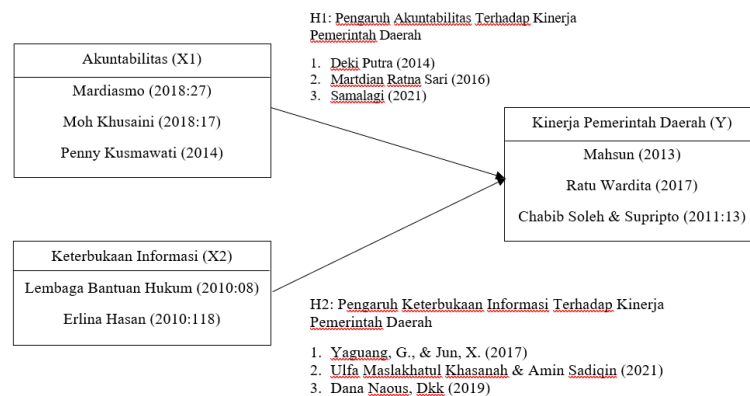 H1: Pengaruh Akuntabilitas Terhadap Kinerja
Pemerintah Daerah
1. Deki Putra (2014)
2. Martdian Ratna Sari (2016)
3. Samalagi (2021)
Akuntabilitas (X1)
Mardiasmo (2018:27)
Moh Khusaini (2018:17)
Penny Kusmawati (2014)
Kinerja Pemerintah Daerah (Y)
Mahsun (2013)
Ratu Wardita (2017)
Chabib Soleh & Supripto (2011:13)
Keterbukaan Informasi (X2)
Lembaga Bantuan Hukum (2010:08)
Erlina Hasan (2010:118)
H2: Pengaruh Keterbukaan Informasi Terhadap Kinerja
Pemerintah Daerah
1. Yaguang, G., & Jun, X. (2017)
2. Ulfa Maslakhatul Khasanah & Amin Sadiqin (2021)
3. Dana Naous, Dkk (2019)